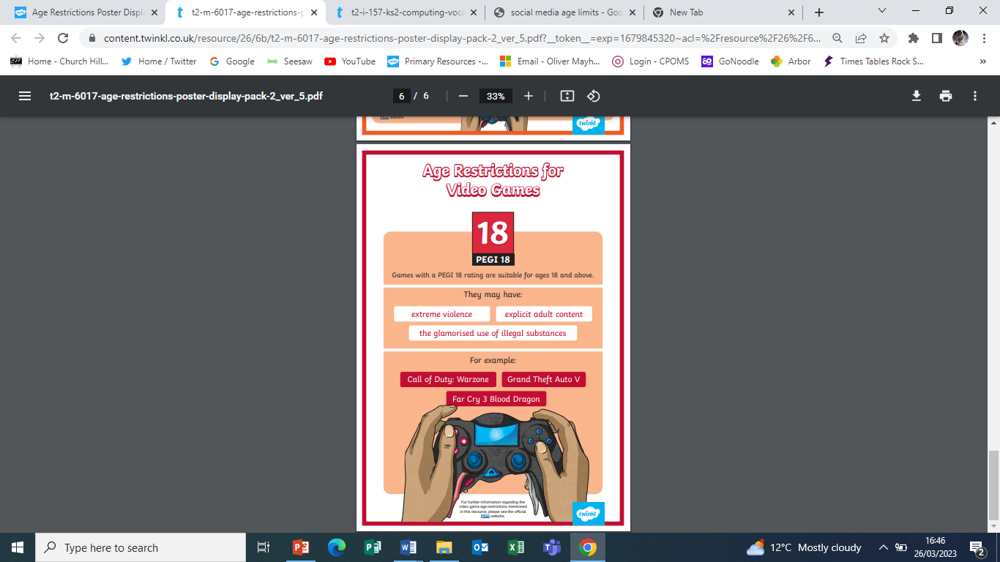 Age Restrictions Poster Displ
t2-m-6017-age-restrictions-p
t2-i-157-ks2-computing-voca
social media age limits - Goo
New Tab
content.twinkl.co.uk/resource/26/6b/t2-m-6017-age-restrictions-poster-display-pack-2_ver_5.pdf?__token__=exp=1679845320~acl=%2Fresource%2F26%2F6...
Home - Church Hill...
Home / Twitter
Google
Seesaw
YouTube
Primary Resources -...
Email - Oliver Mayh...
Login - CPOMS
GoNoodle
Arbor
Times Tables Rock S...
»
t2-m-6017-age-restrictions-poster-display-pack-2_ver_5.pdf
6 / 6
33%
PEGI website.
twinkl
Age Restrictions for
Video Games
18
PEGI 18
Games with a PEGI 18 rating are suitable for ages 18 and above.
They may have:
extreme violence
explicit adult content
the glamorised use of illegal substances
For example:
Call of Duty: Warzone
Grand Theft Auto V
Far Cry 3 Blood Dragon
For further information regarding the
video game age restrictions mentioned
in this resource, please see the official
PEGI website.
twinkl
Type here to search
12°C Mostly cloudy
16:46
26/03/2023
2